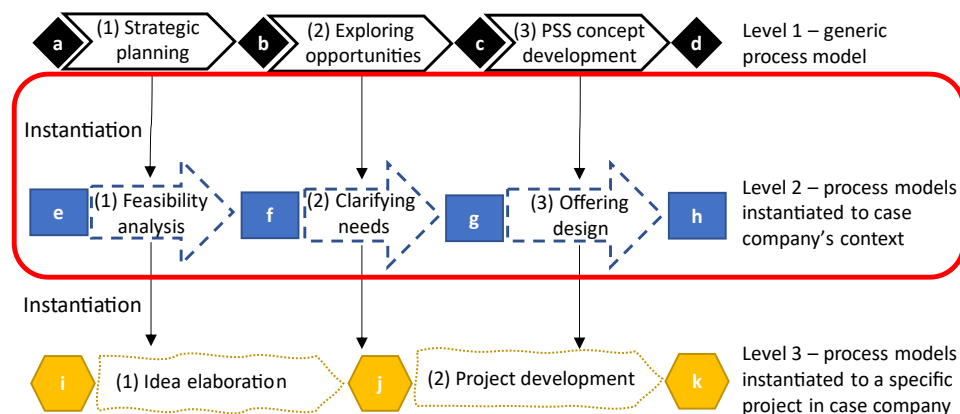 a
(1) Strategic
planning
b
(2) Exploring
opportunities
c
(3) PSS concept
development
d
Level 1 – generic
process model
Instantiation
e
(1) Feasibility
analysis
f
(2) Clarifying
needs
g
(3) Offering
design
h
Level 2 – process models
instantiated to case
company's context
Instantiation
i
(1) Idea elaboration
j
(2) Project development
k
Level 3 – process models
instantiated to a specific
project in case company